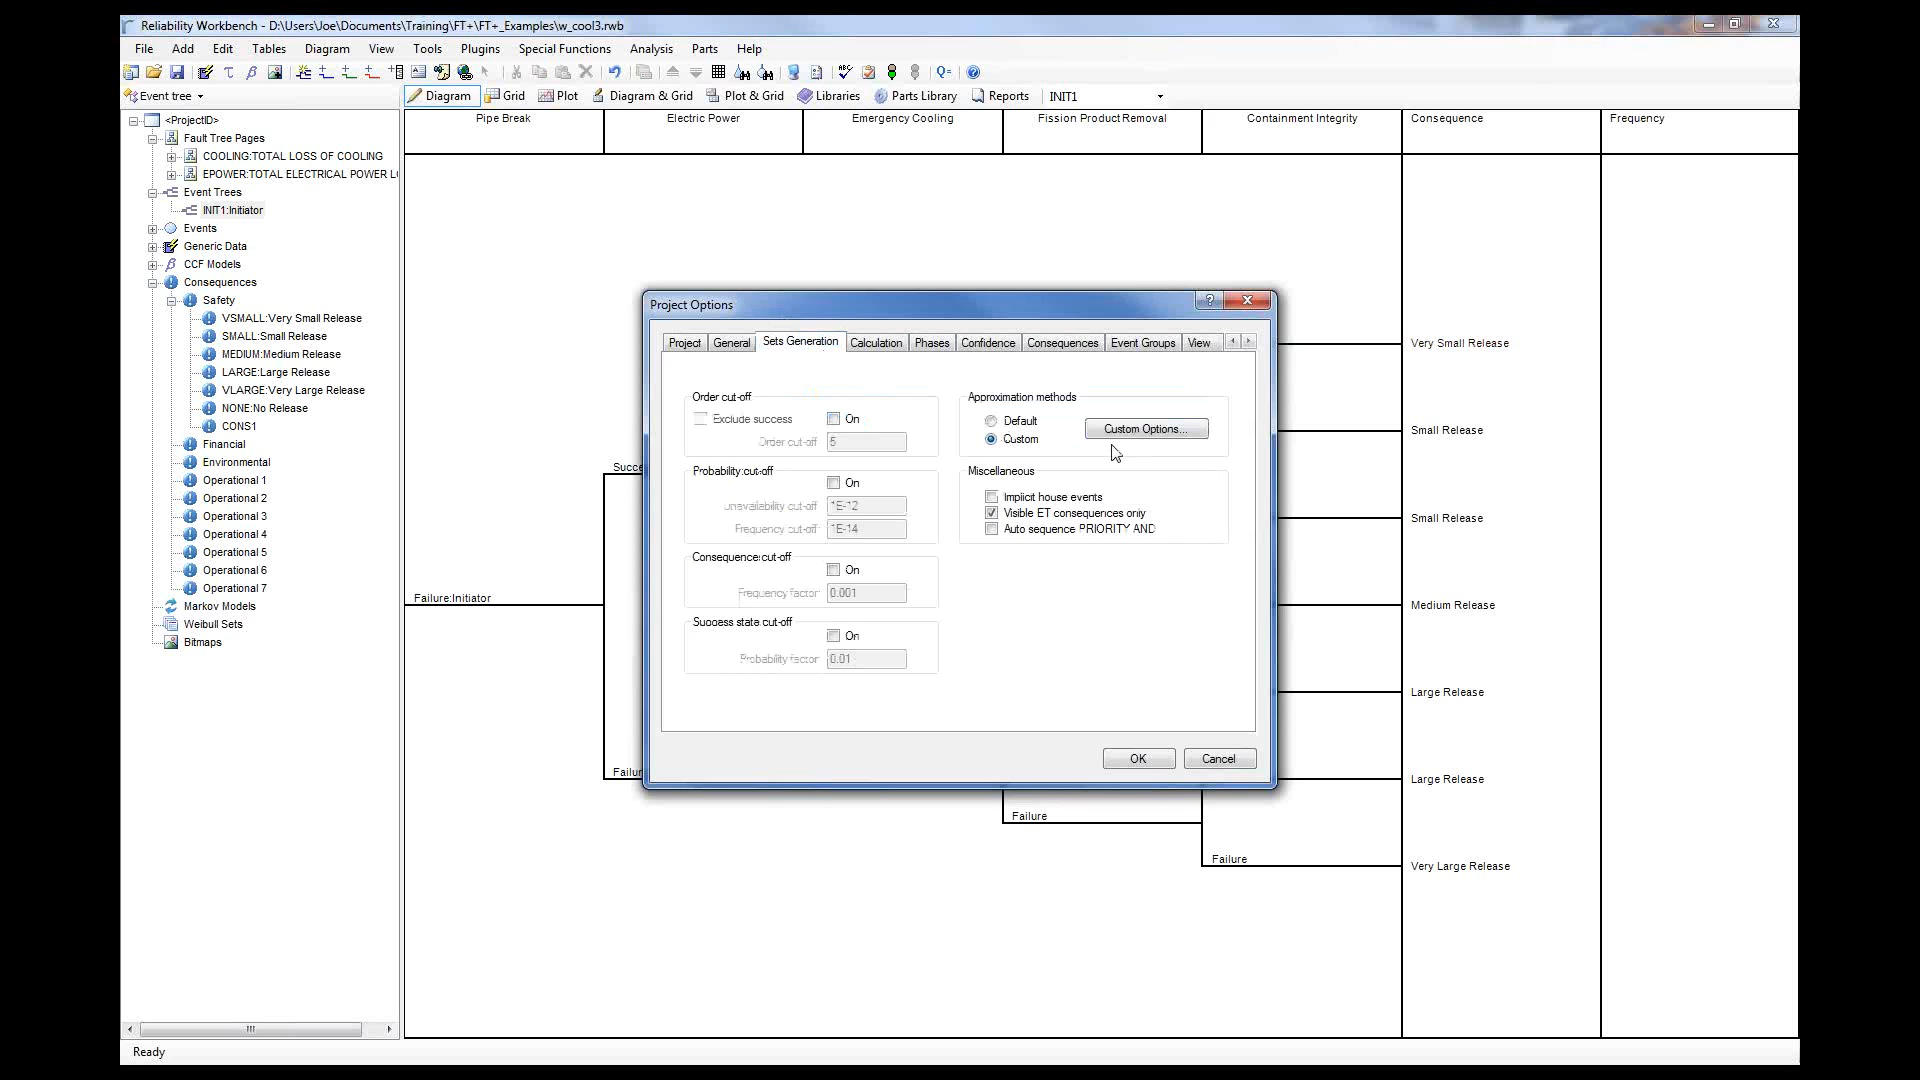 Reliability Workbench - D:\Users\Joe\Documents\Training\FT+\FT+_Examples\w_cool3.rwb
File Add Edit Tables Diagram View Tools Plugins Special Functions Analysis Parts Help
Event tree
Diagram Grid Plot Diagram & Grid Plot & Grid Libraries Parts Library Reports INIT1
<ProjectID>
Fault Tree Pages
COOLING:TOTAL LOSS OF COOLING
EPOWER:TOTAL ELECTRICAL POWER L
Event Trees
INIT1:Initiator
Events
Generic Data
CCF Models
Consequences
Safety
VSMALL:Very Small Release
SMALL:Small Release
MEDIUM:Medium Release
LARGE:Large Release
VLARGE:Very Large Release
NONE:No Release
CONS1
Financial
Environmental
Operational 1
Operational 2
Operational 3
Operational 4
Operational 5
Operational 6
Operational 7
Markov Models
Weibull Sets
Bitmaps
Pipe Break Electric Power Emergency Cooling Fission Product Removal Containment Integrity Consequence Frequency
Failure:Initiator
Succe
Failur
Failure
Failure
Very Small Release
Small Release
Small Release
Medium Release
Large Release
Large Release
Very Large Release
Project Options
Project General Sets Generation Calculation Phases Confidence Consequences Event Groups View
Order cut-off
Exclude success On
Order cut-off 5
Probability cut-off
On
Unavailability cut-off 1E-12
Frequency cut-off 1E-14
Consequence cut-off
On
Frequency factor 0.001
Success state cut-off
On
Probability factor 0.01
Approximation methods
Default
Custom
Custom Options...
Miscellaneous
Implicit house events
Visible ET consequences only
Auto sequence PRIORITY AND
OK Cancel
Ready